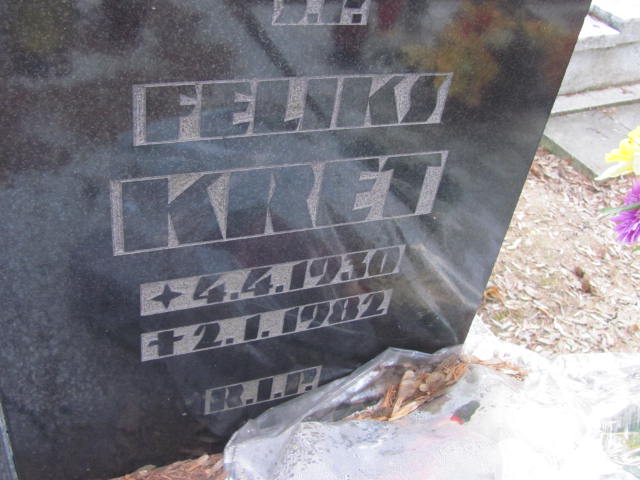 FELIKS
KRET
✦ 4.4.1930
+ 2.1.1982
R.I.P.